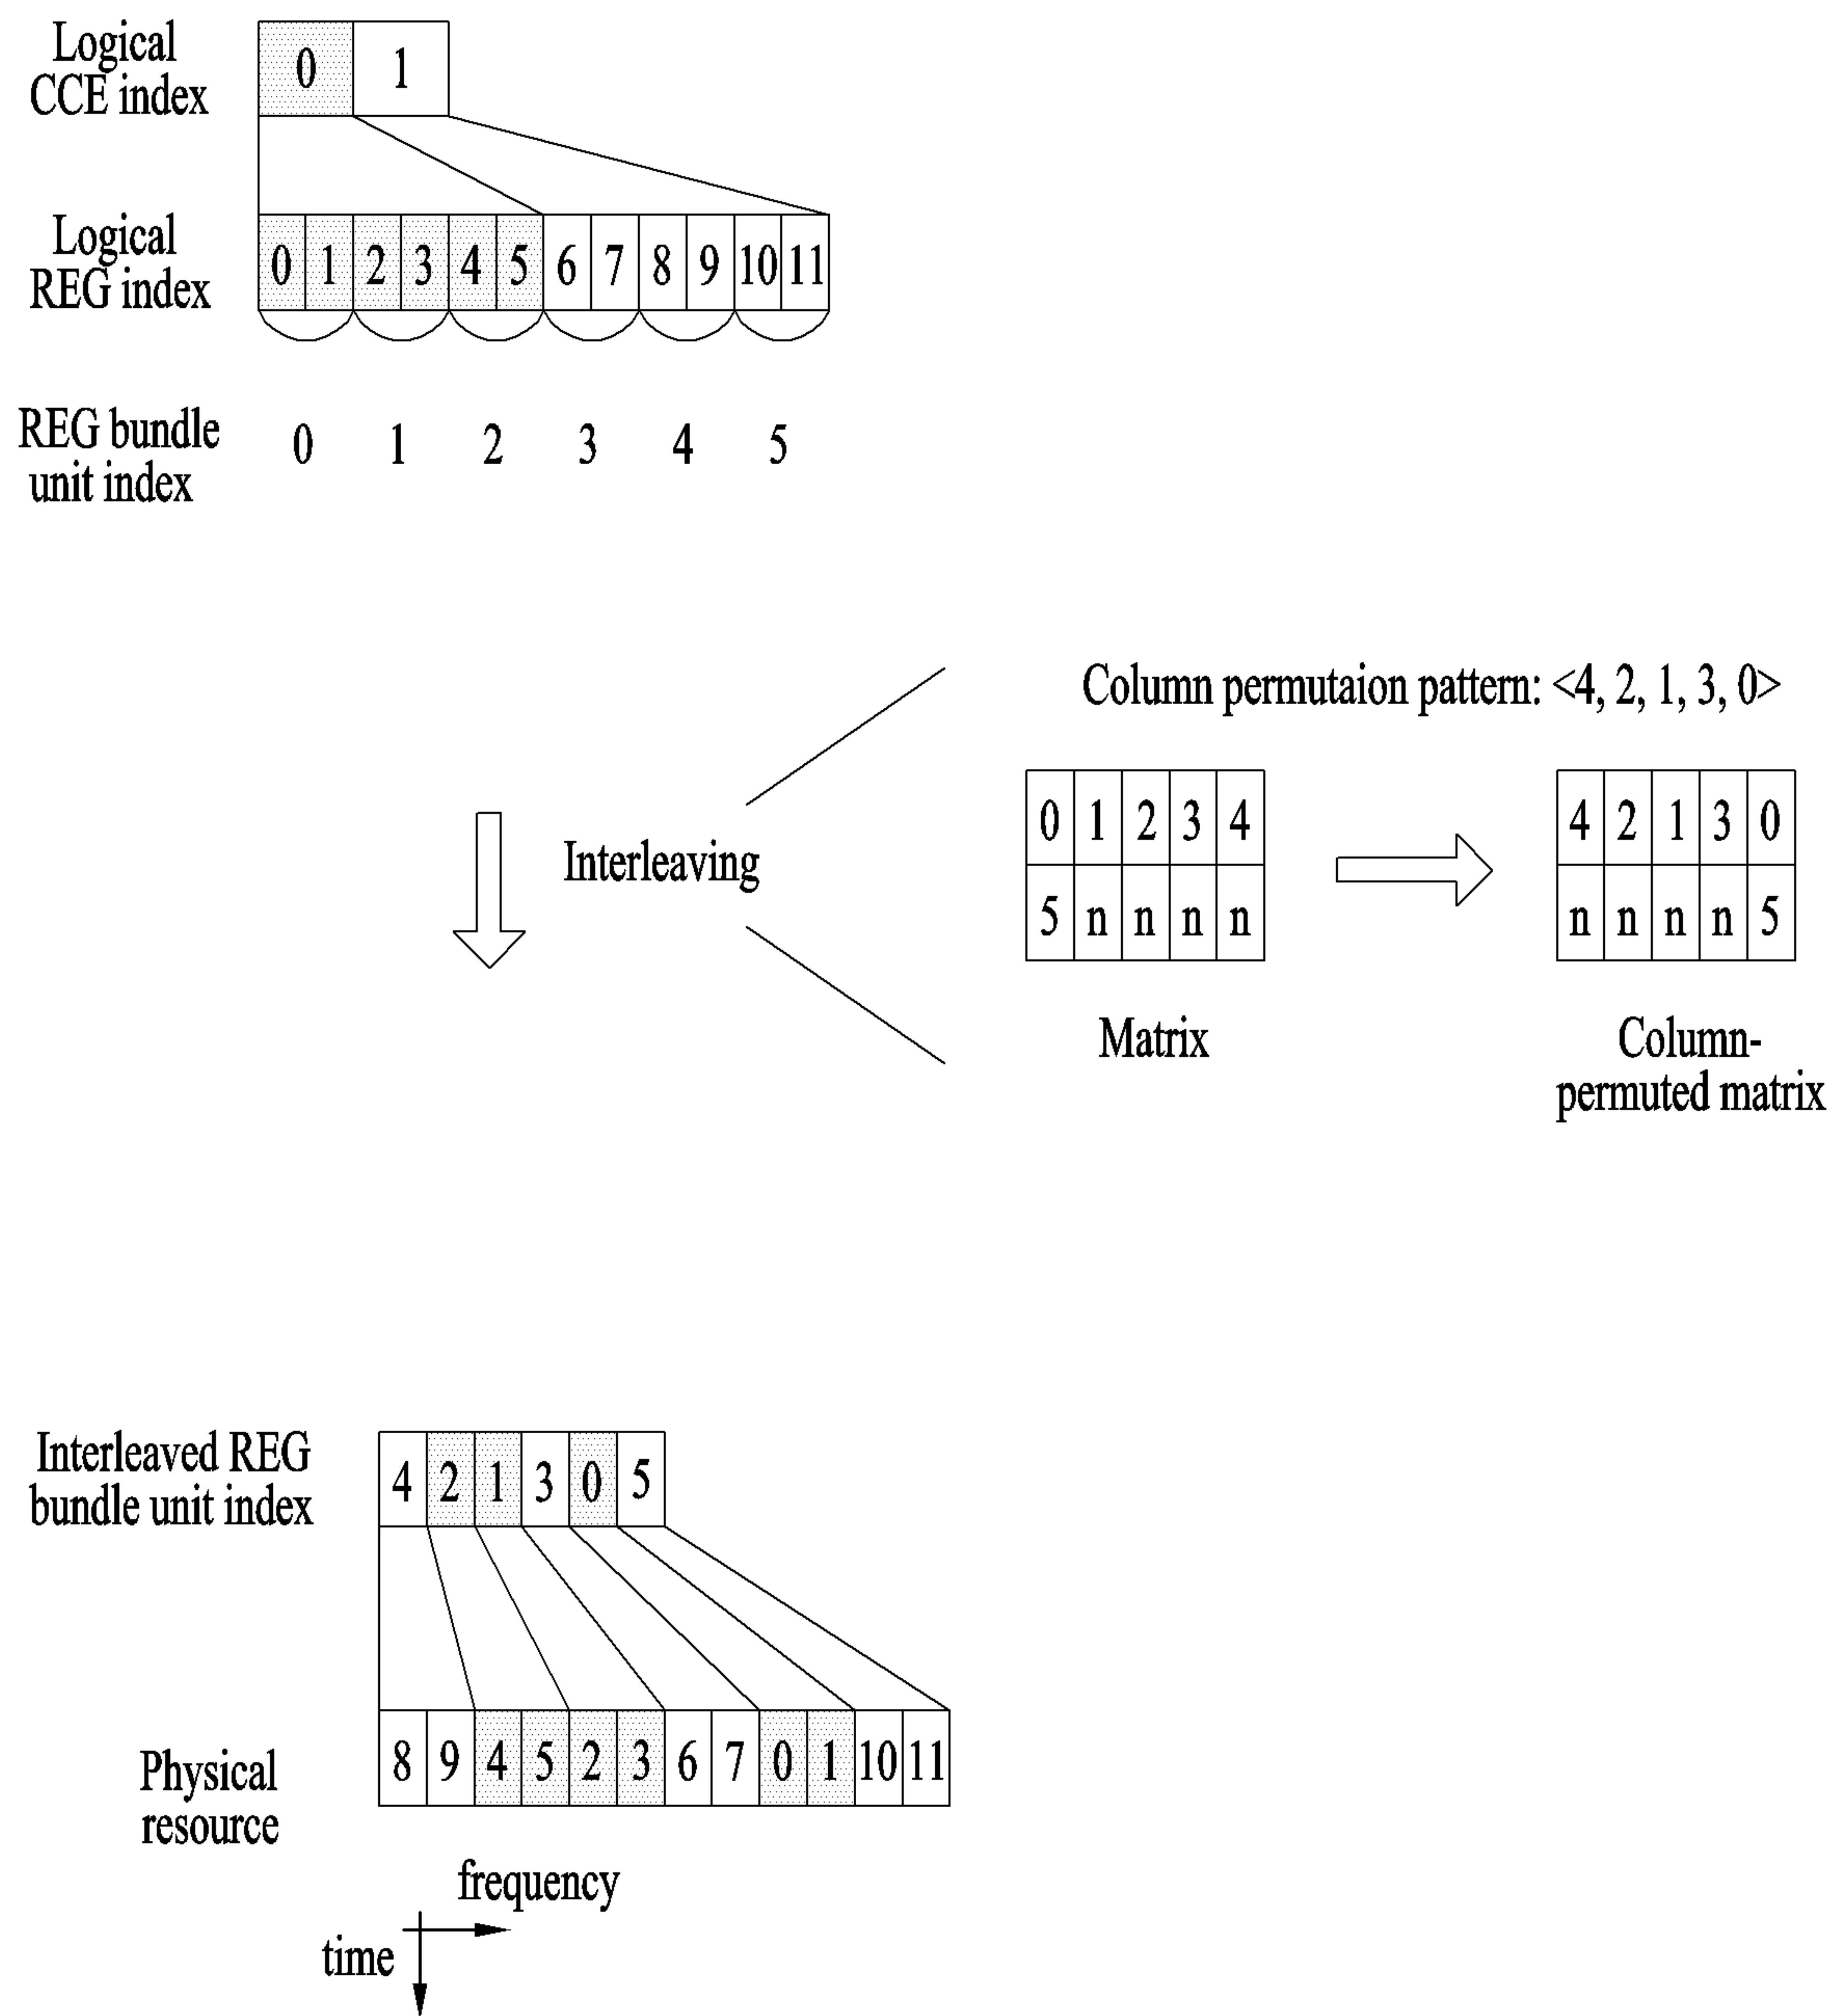 Logical
CCE index
0 1
Logical
REG index
0 1 2 3 4 5 6 7 8 9 10 11
REG bundle
unit index
0 1 2 3 4 5
Column permutaion pattern: <4, 2, 1, 3, 0>
Interleaving
0 1 2 3 4
5 n n n n
Matrix
4 2 1 3 0
n n n n 5
Column-
permuted matrix
Interleaved REG
bundle unit index
4 2 1 3 0 5
Physical
resource
8 9 4 5 2 3 6 7 0 1 10 11
frequency
time